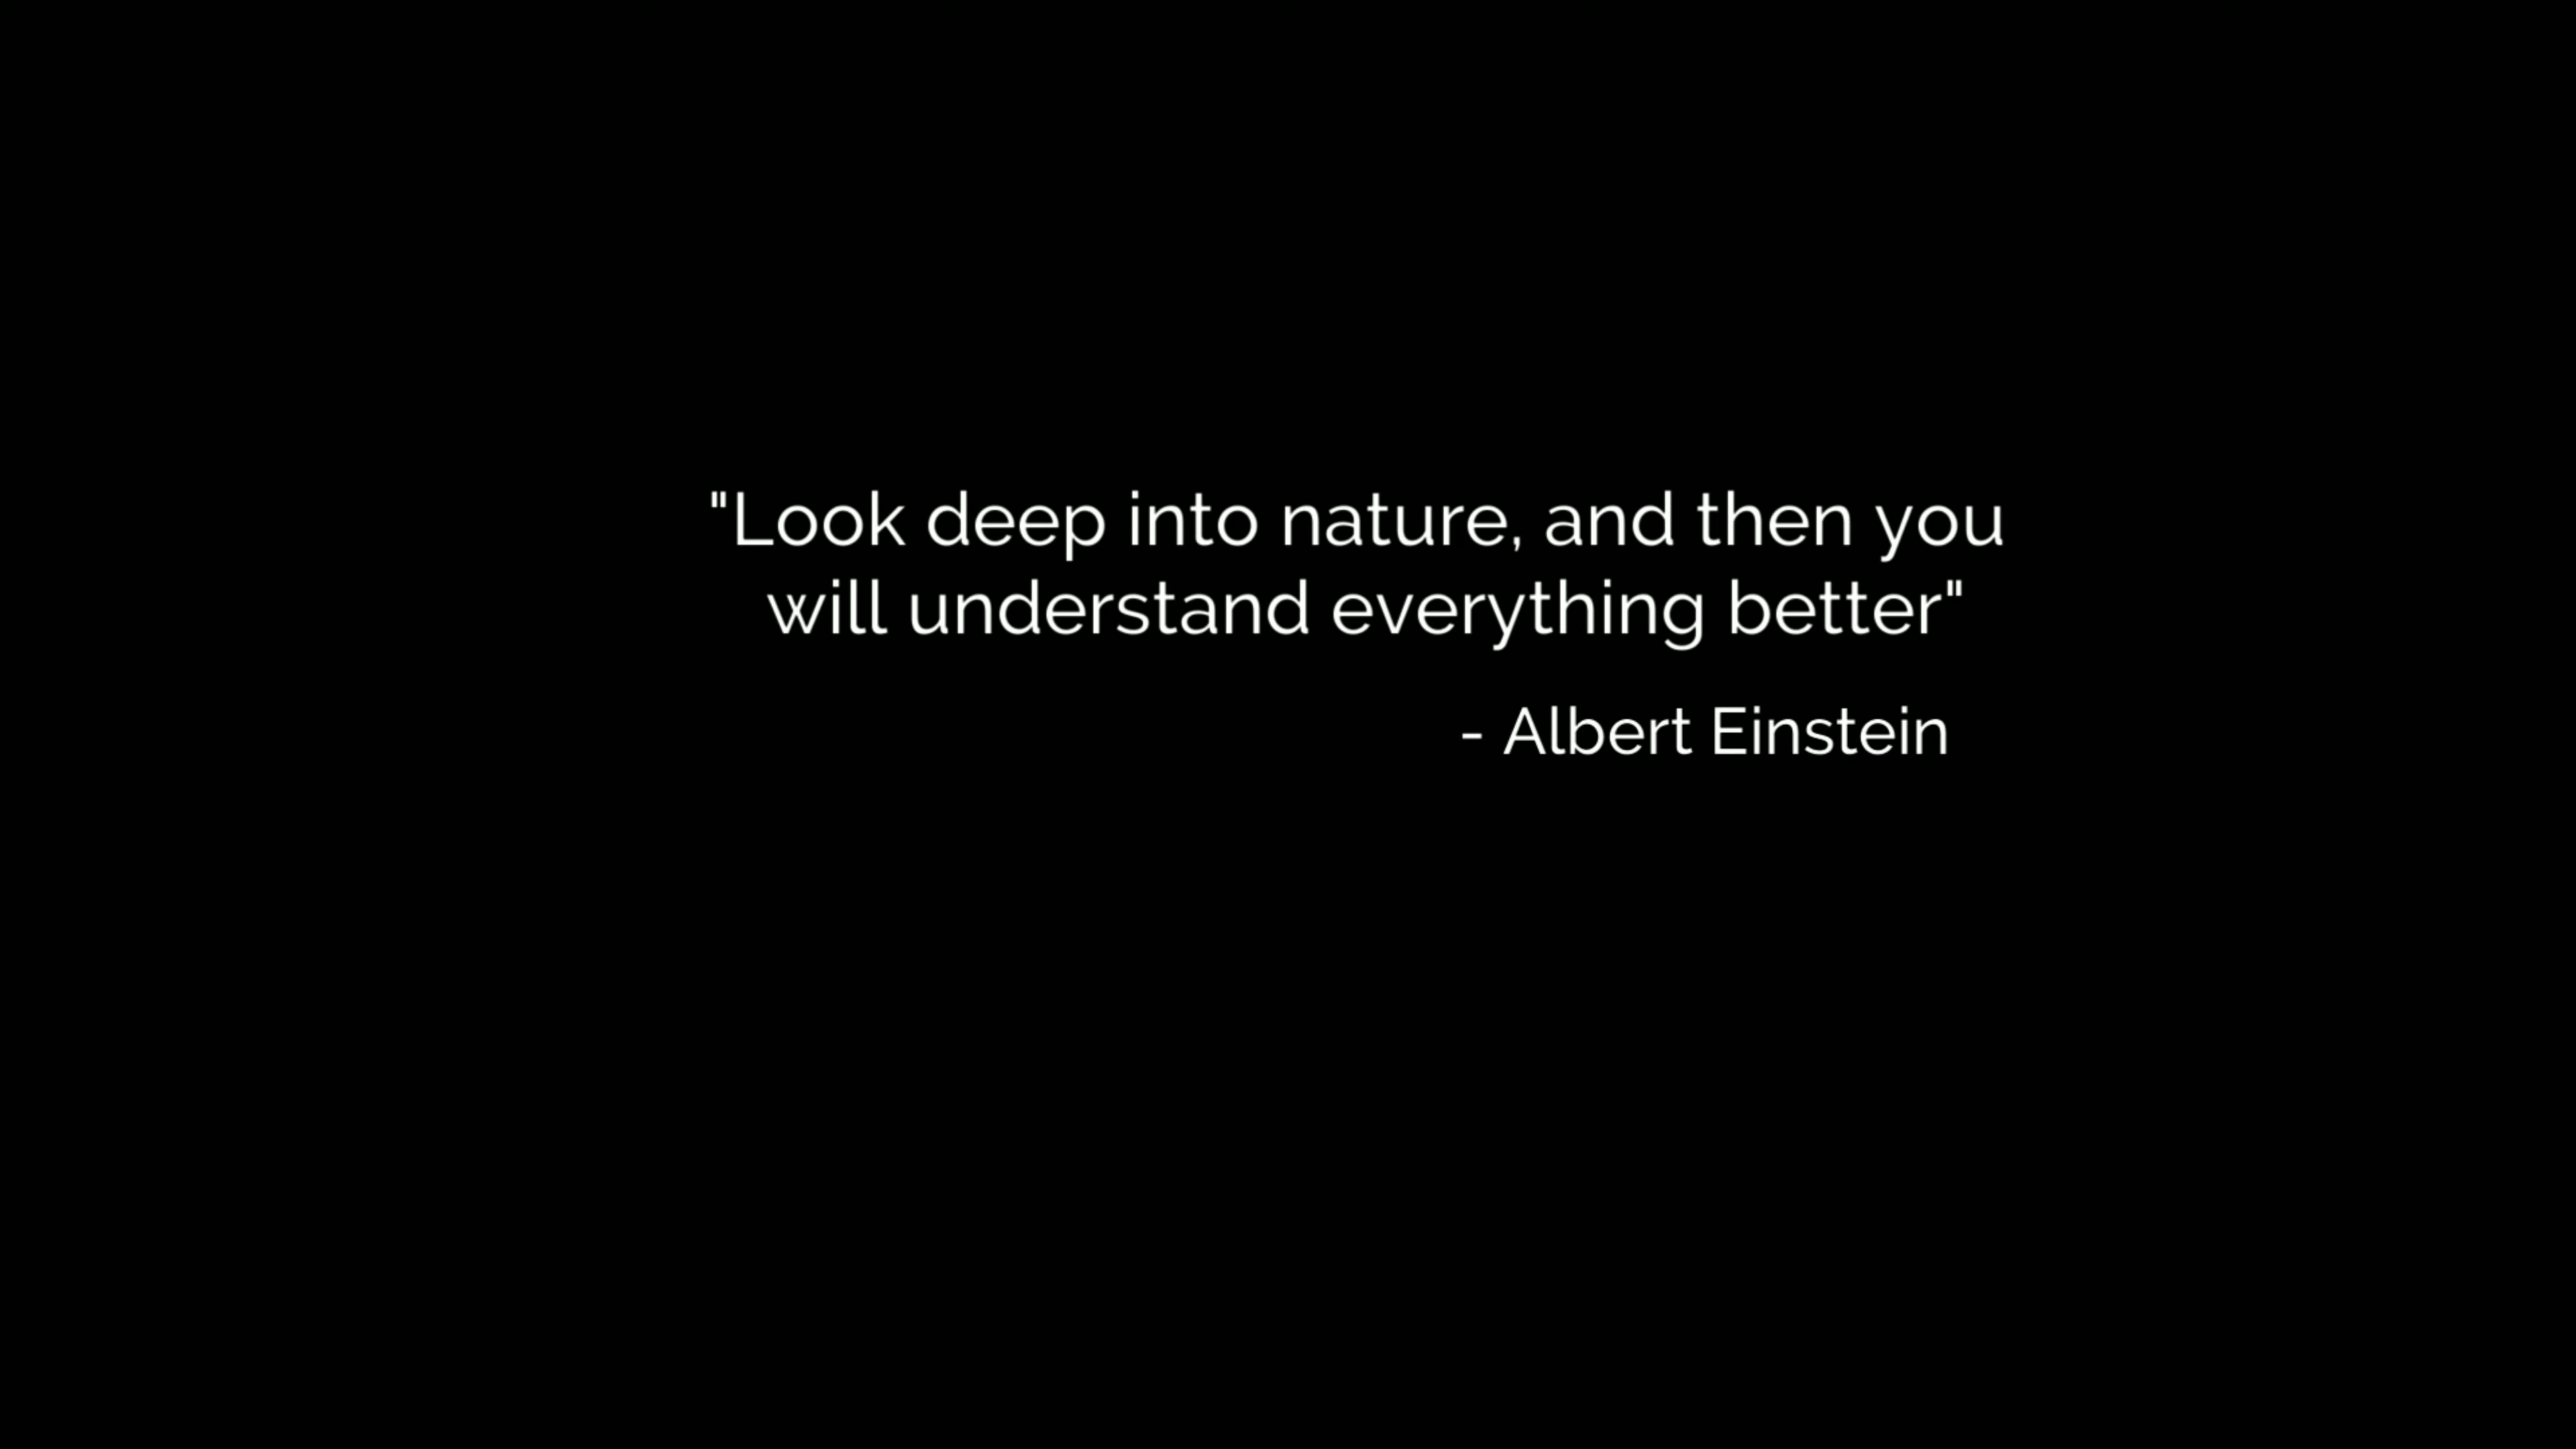 "Look deep into nature, and then you
will understand everything better"
- Albert Einstein